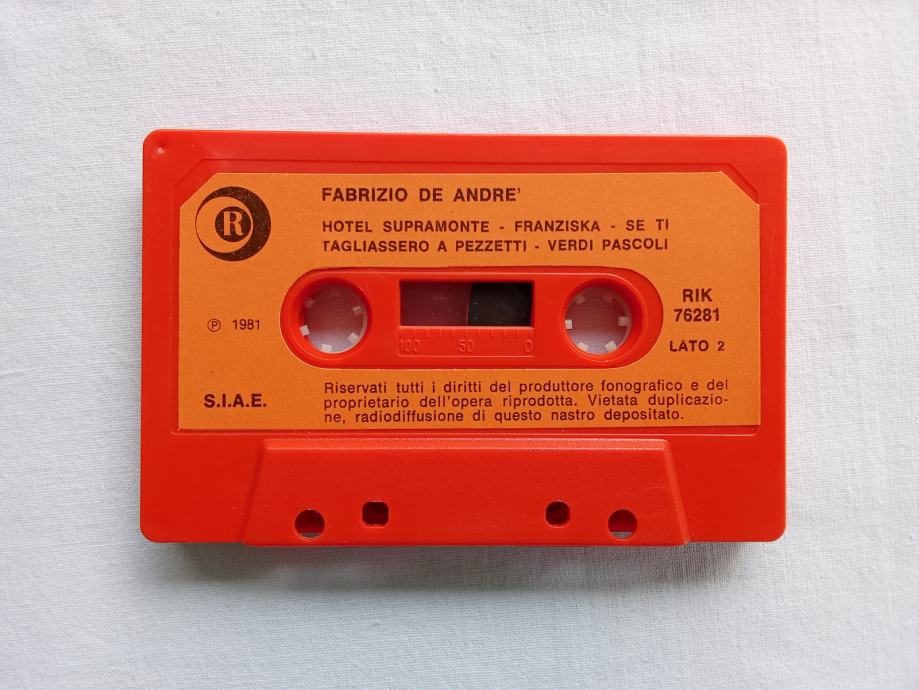 R
FABRIZIO DE ANDRE'
HOTEL SUPRAMONTE - FRANZISKA - SE TI
TAGLIASSERO A PEZZETTI - VERDI PASCOLI
RIK
76281
Ⓟ 1981
100 50 0
LATO 2
S.I.A.E.
Riservati tutti i diritti del produttore fonografico e del
proprietario dell'opera riprodotta. Vietata duplicazio-
ne, radiodiffusione di questo nastro depositato.